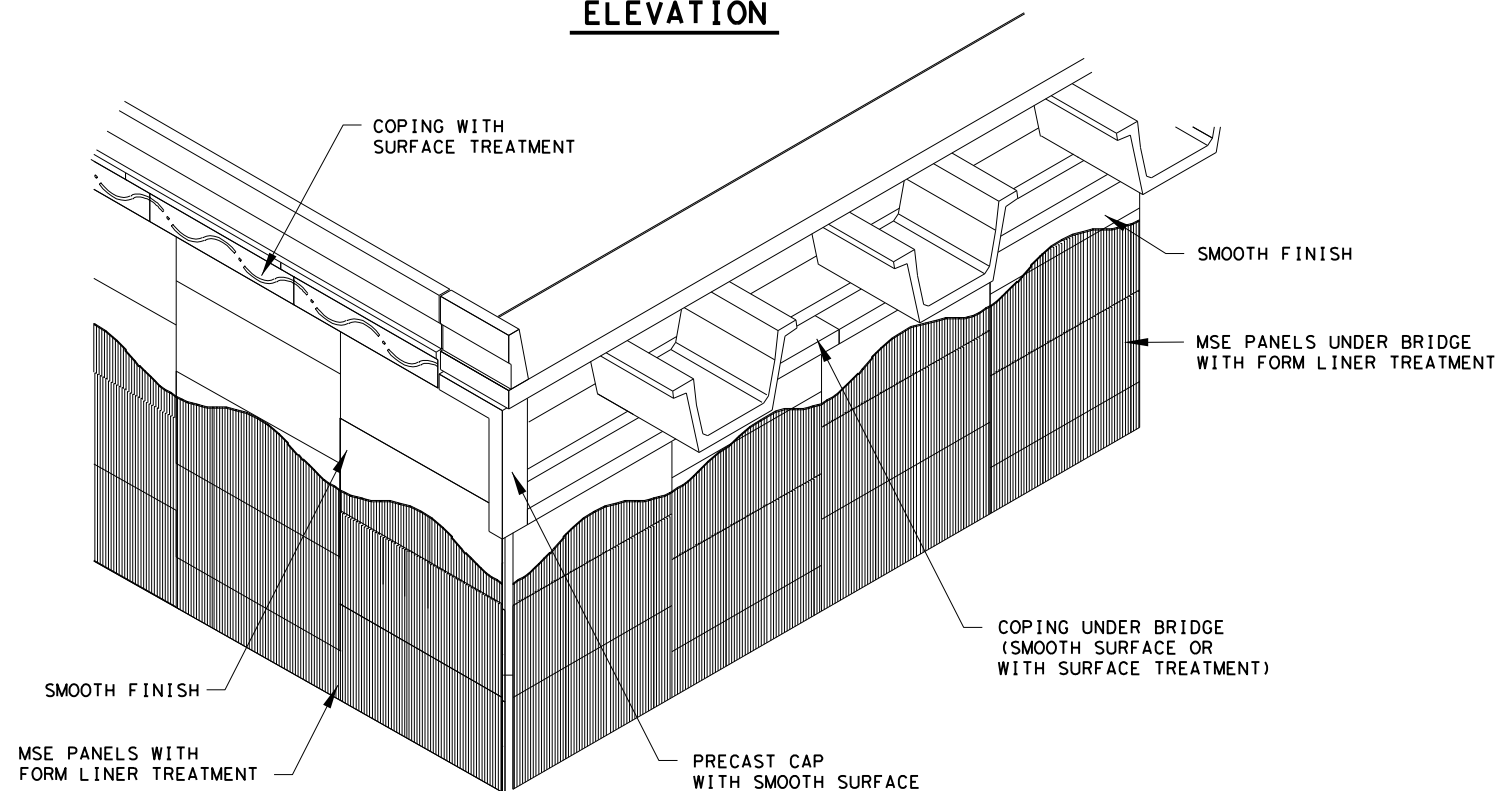 ELEVATION
COPING WITH
SURFACE TREATMENT
SMOOTH FINISH
MSE PANELS UNDER BRIDGE
WITH FORM LINER TREATMENT
COPING UNDER BRIDGE
(SMOOTH SURFACE OR
WITH SURFACE TREATMENT)
SMOOTH FINISH
MSE PANELS WITH
FORM LINER TREATMENT
PRECAST CAP
WITH SMOOTH SURFACE